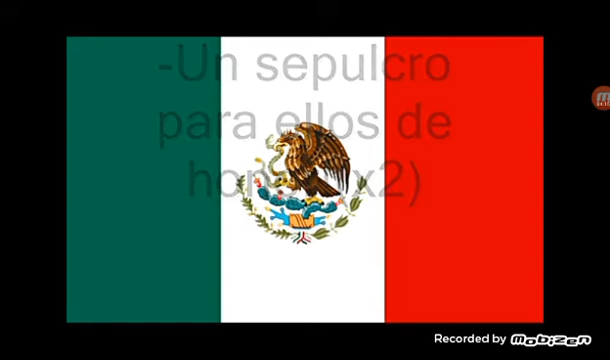 -Un sepulcro
para ellos de
x2)
Recorded by mobizen